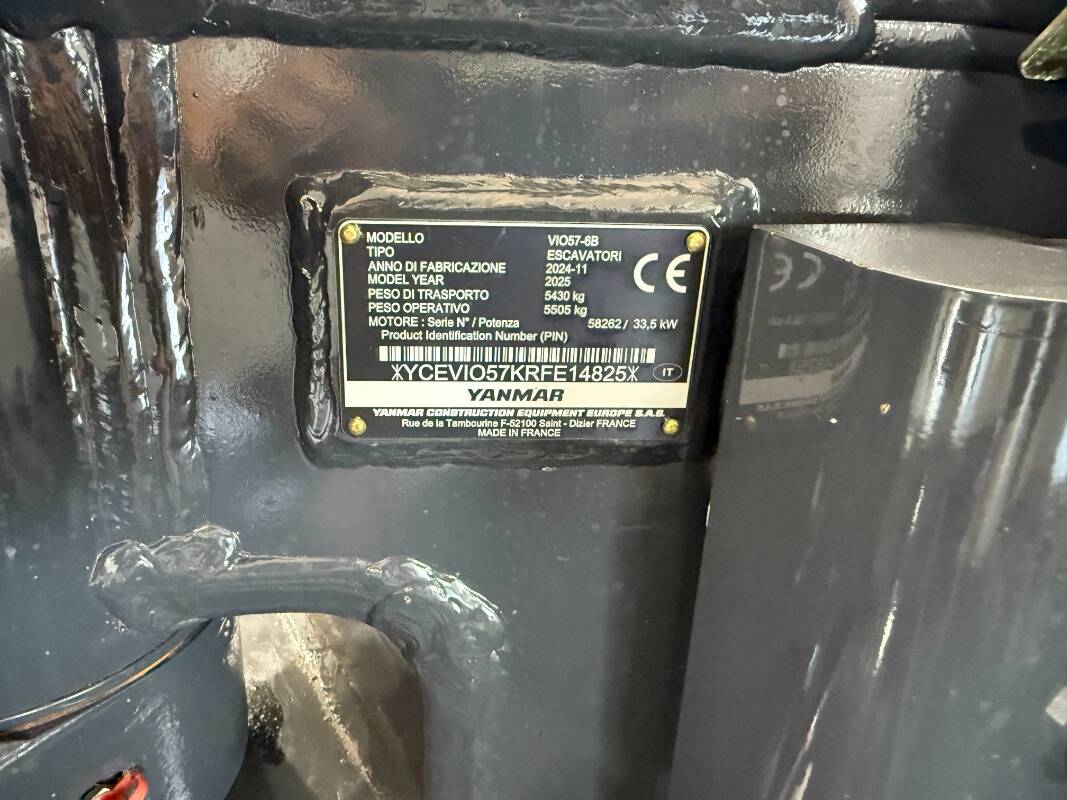 MODELLO VIO57-6B
TIPO ESCAVATORI
ANNO DI FABRICAZIONE 2024-11
MODEL YEAR 2025
PESO DI TRASPORTO 5430 kg
PESO OPERATIVO 5505 kg
MOTORE : Serie N° / Potenza 58262 / 33,5 kW
Product Identification Number (PIN)
CE
*YCEVIO57KRFE14825* IT
YANMAR
YANMAR CONSTRUCTION EQUIPMENT EUROPE S.A.S.
Rue de la Tambourine F-52100 Saint - Dizier FRANCE
MADE IN FRANCE